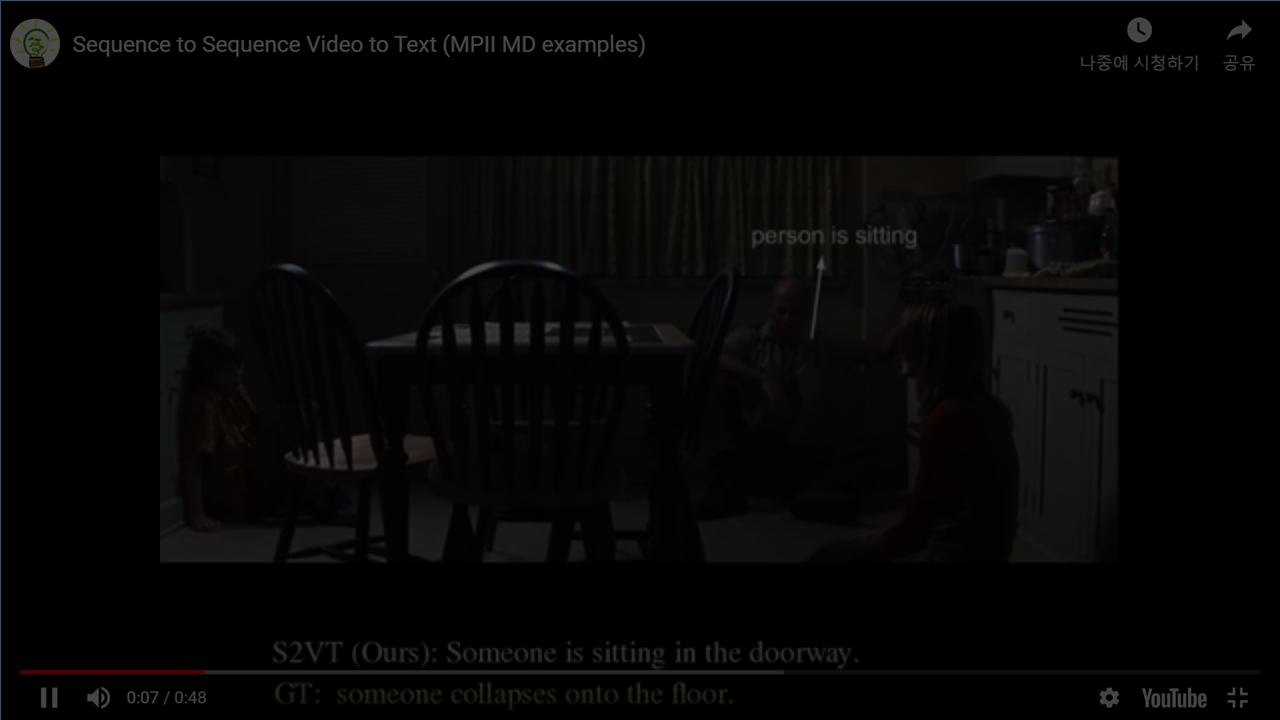 Sequence to Sequence Video to Text (MPII MD examples)
나중에 시청하기
공유
person is sitting
S2VT (Ours): Someone is sitting in the doorway.
GT: someone collapses onto the floor.
0:07 / 0:48
YouTube